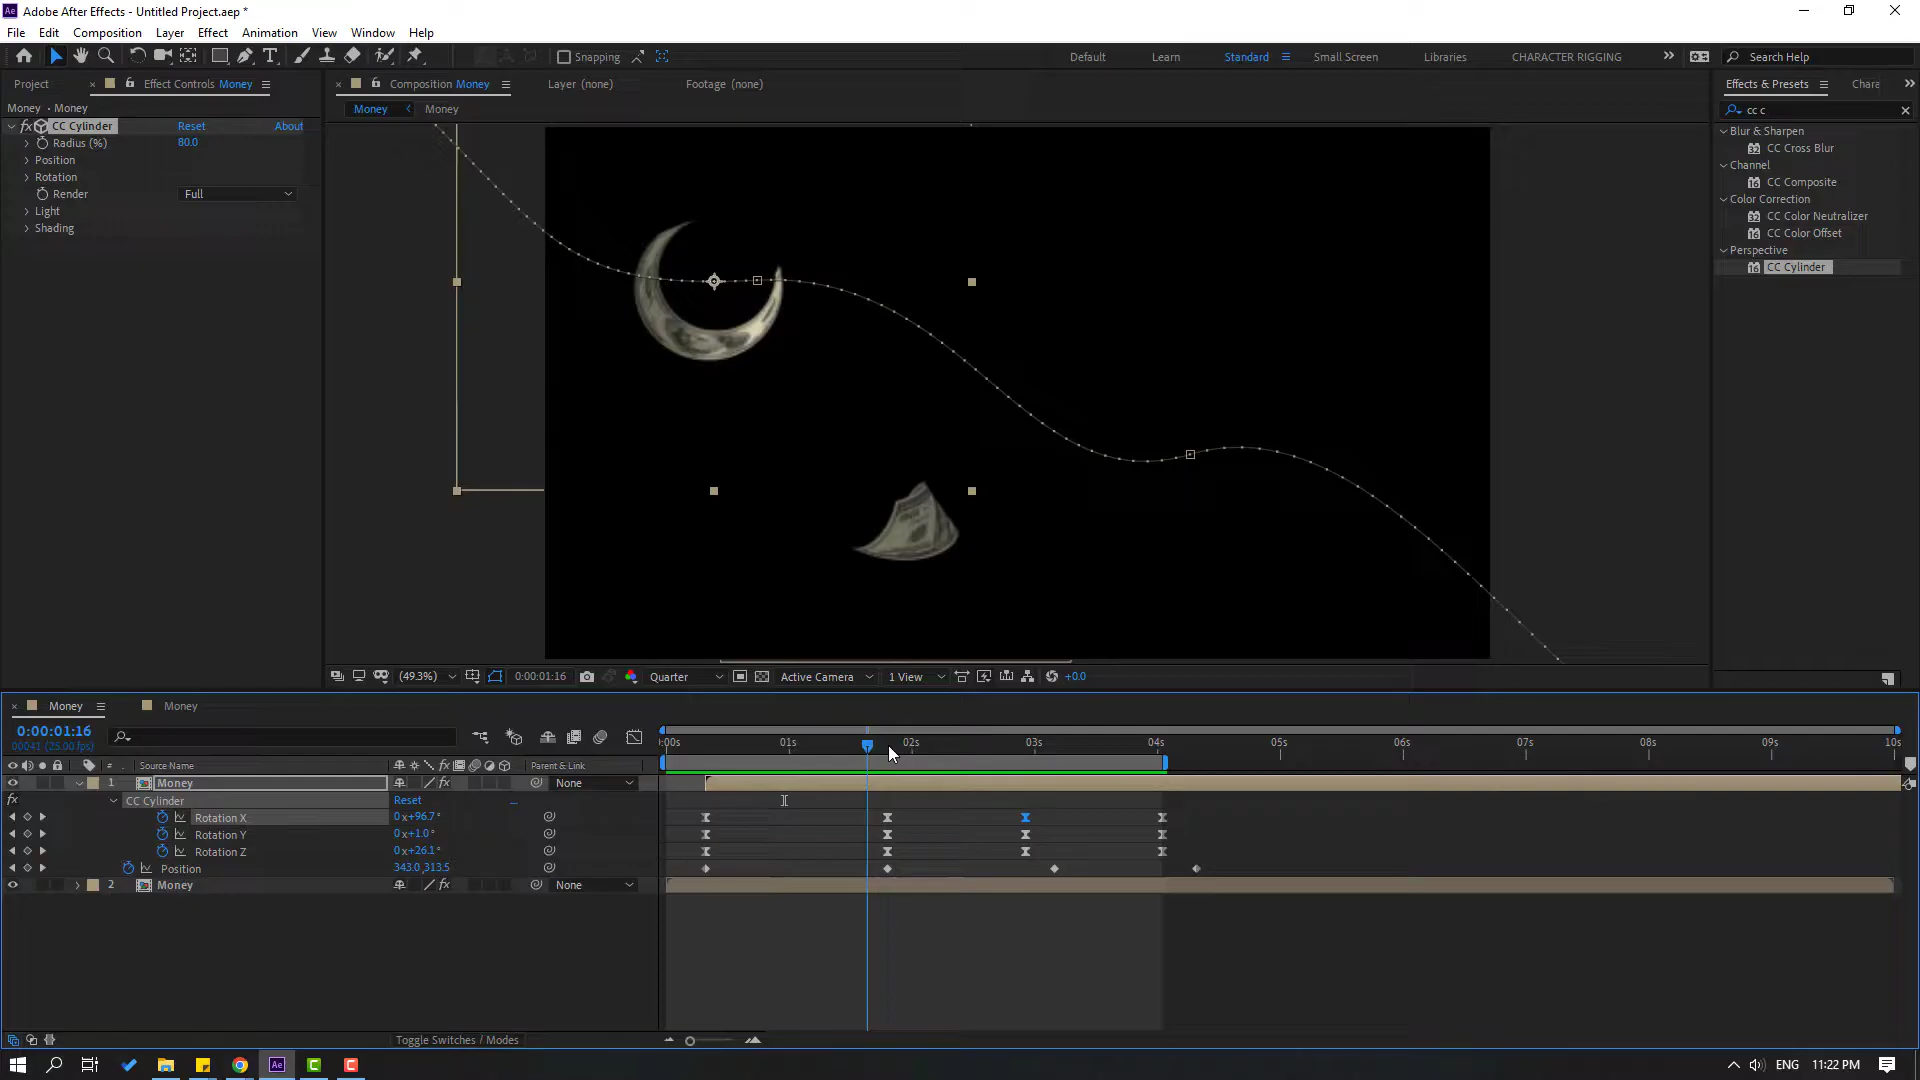 Adobe After Effects - Untitled Project.aep *
File Edit Composition Layer Effect Animation View Window Help
Snapping
Default Learn Standard Small Screen Libraries CHARACTER RIGGING Search Help
Project
Effect Controls Money
Composition Money
Layer (none)
Footage (none)
Effects & Presets
Chara
Money • Money
Money Money
cc c
fx CC Cylinder Reset About
Radius (%) 80.0
Position
Rotation
Render Full
Light
Shading
Blur & Sharpen
CC Cross Blur
Channel
CC Composite
Color Correction
CC Color Neutralizer
CC Color Offset
Perspective
CC Cylinder
(49.3%) 0:00:01:16 Quarter Active Camera 1 View +0.0
Money Money
0:00:01:16
00041 (25.00 fps)
:00s 01s 02s 03s 04s 05s 06s 07s 08s 09s 10s
# Source Name Parent & Link
1 Money None
CC Cylinder Reset
Rotation X 0x+96.7°
Rotation Y 0x+1.0°
Rotation Z 0x+26.1°
Position 343.0,313.5
2 Money None
Toggle Switches / Modes
ENG 11:22 PM